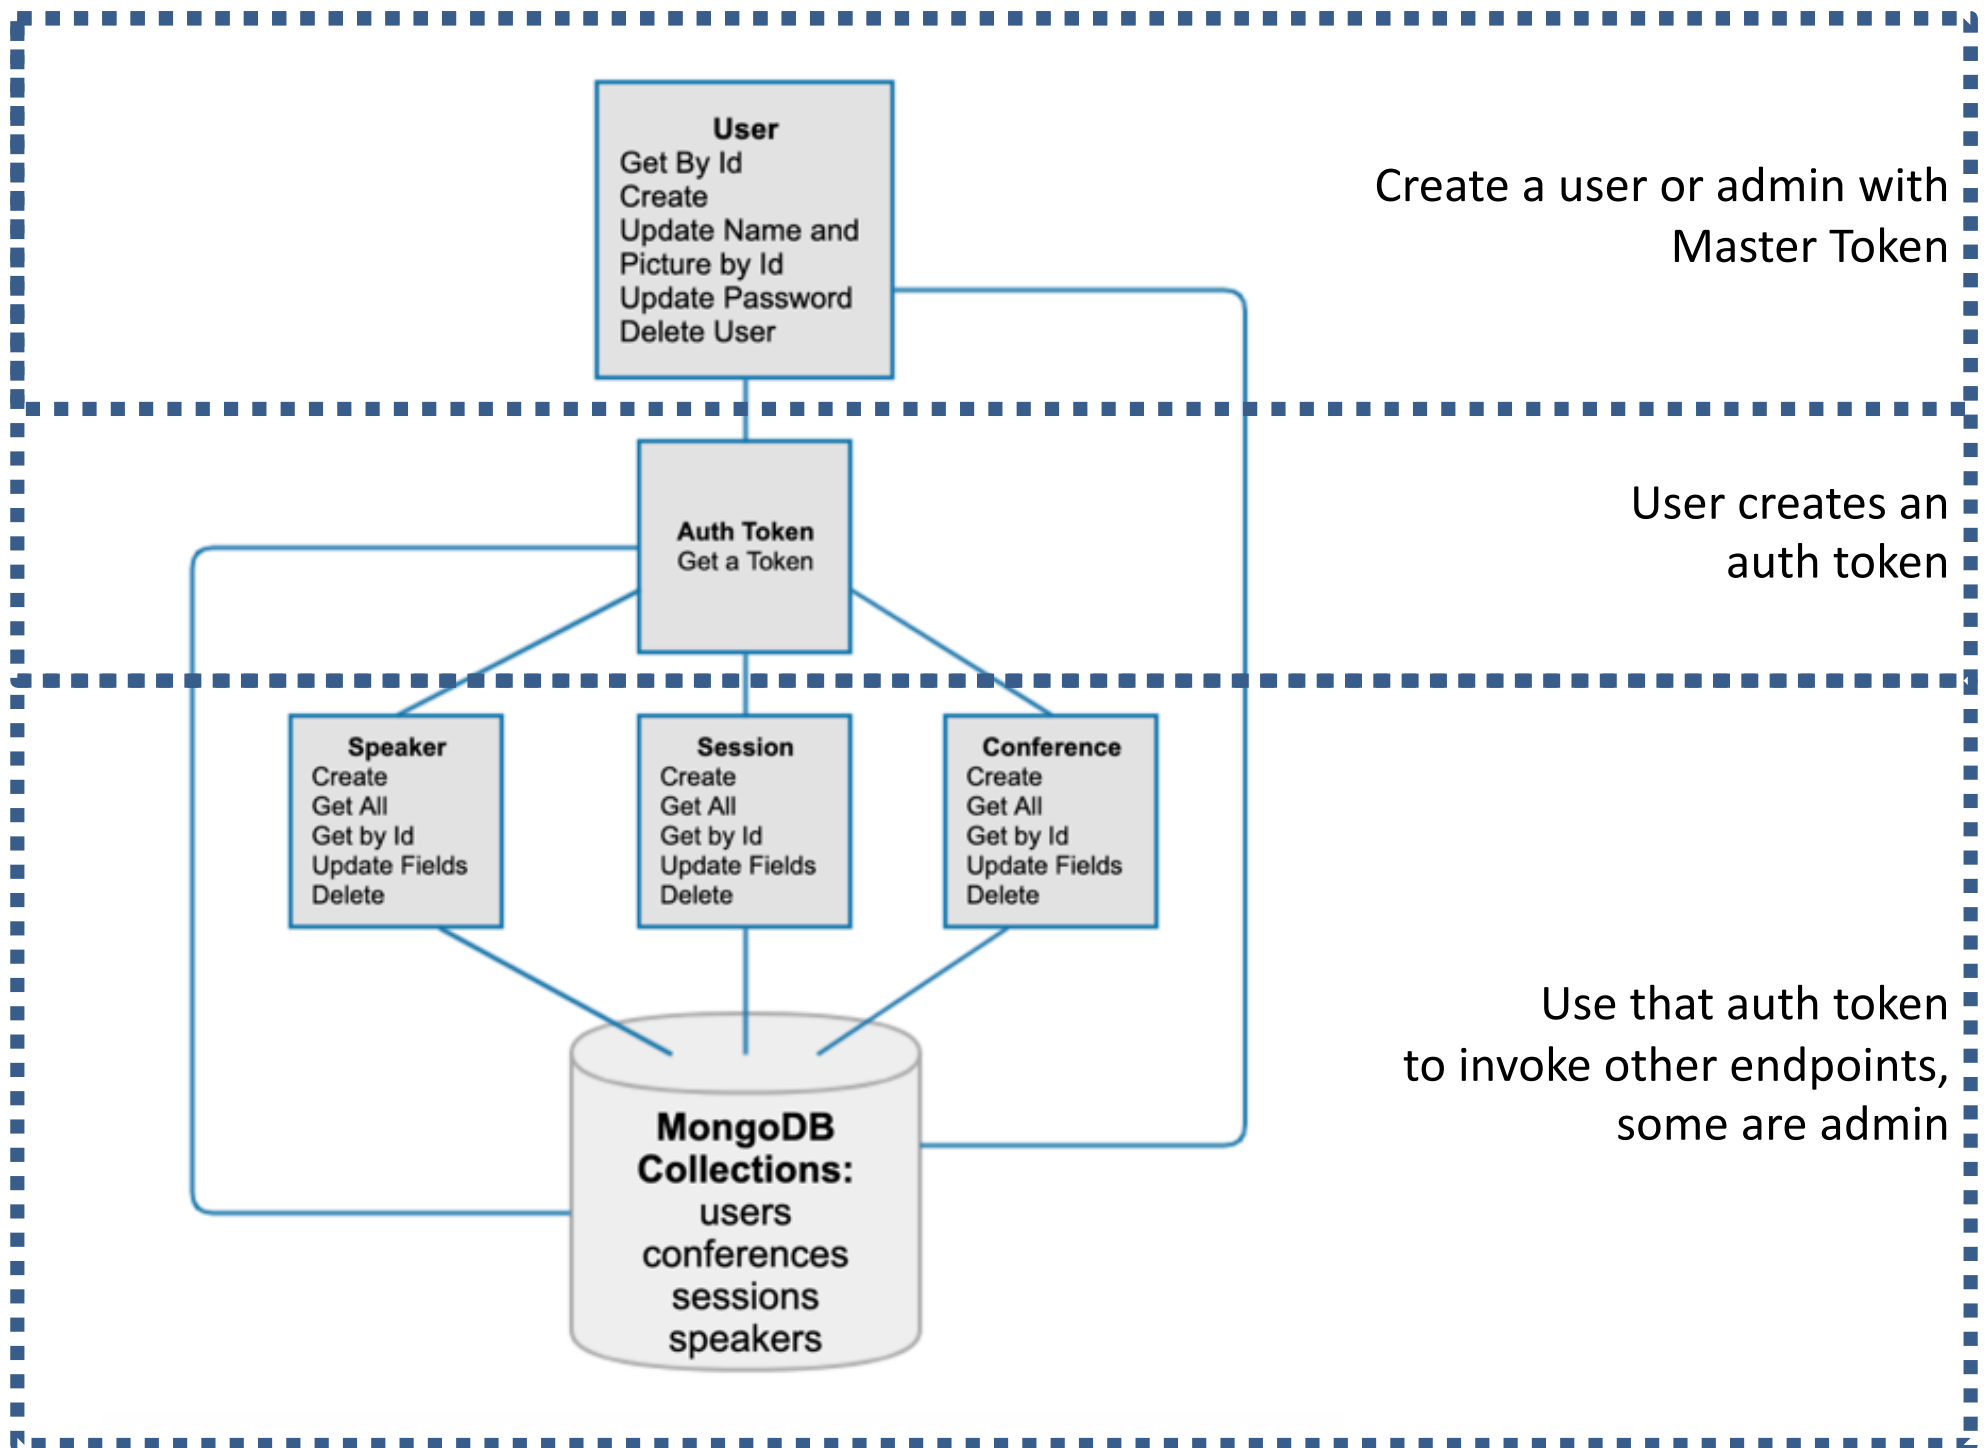 User
Get By Id
Create
Update Name and
Picture by Id
Update Password
Delete User
Create a user or admin with
Master Token
Auth Token
Get a Token
User creates an
auth token
Speaker
Create
Get All
Get by Id
Update Fields
Delete
Session
Create
Get All
Get by Id
Update Fields
Delete
Conference
Create
Get All
Get by Id
Update Fields
Delete
Use that auth token
to invoke other endpoints,
some are admin
MongoDB
Collections:
users
conferences
sessions
speakers